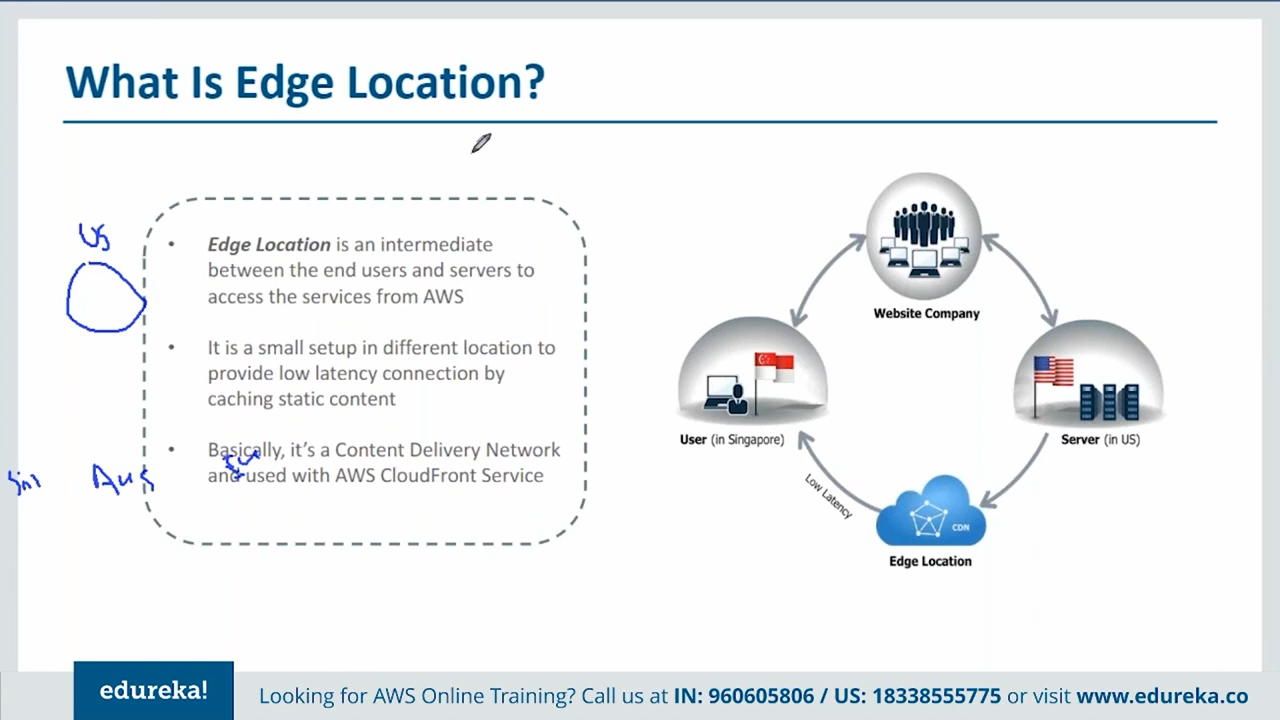 What Is Edge Location?
US
• Edge Location is an intermediate
between the end users and servers to
access the services from AWS
• It is a small setup in different location to
provide low latency connection by
caching static content
• Basically, it's a Content Delivery Network
and used with AWS CloudFront Service
Aus
Website Company
User (in Singapore)
Server (in US)
Low Latency
CDN
Edge Location
edureka!
Looking for AWS Online Training? Call us at IN: 960605806 / US: 18338555775 or visit www.edureka.co